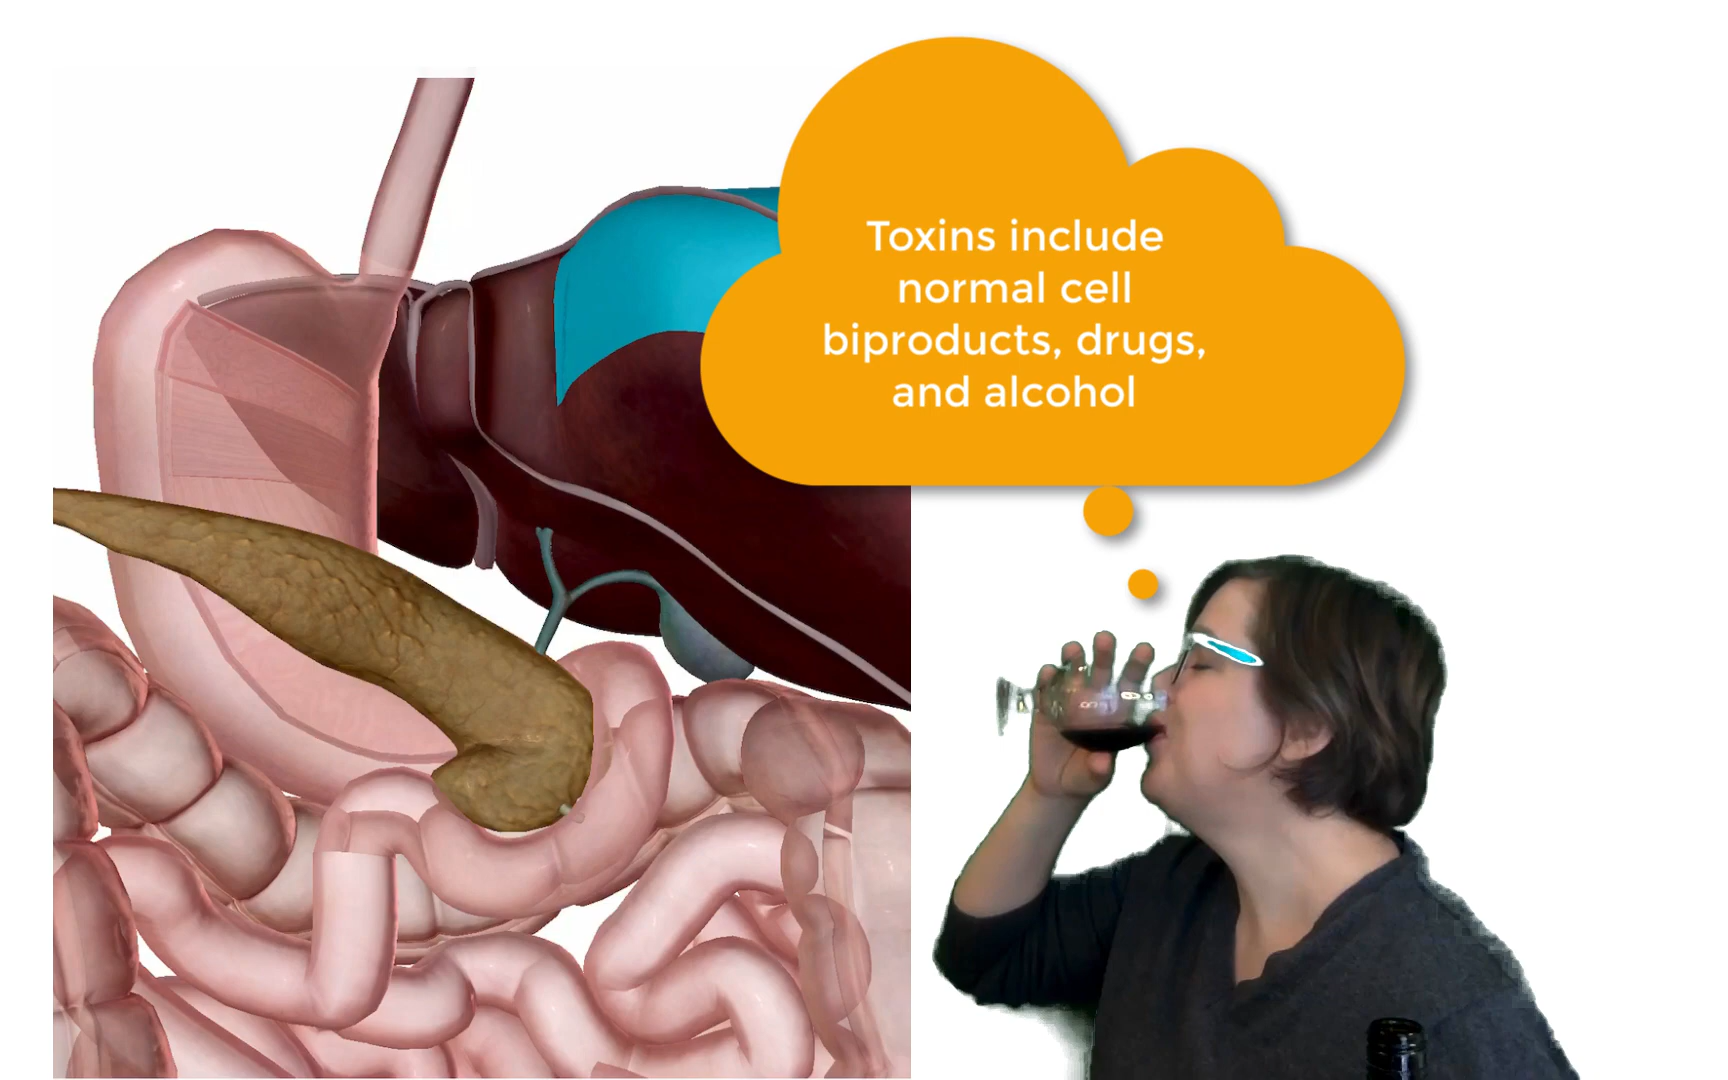 Toxins include
normal cell
biproducts, drugs,
and alcohol